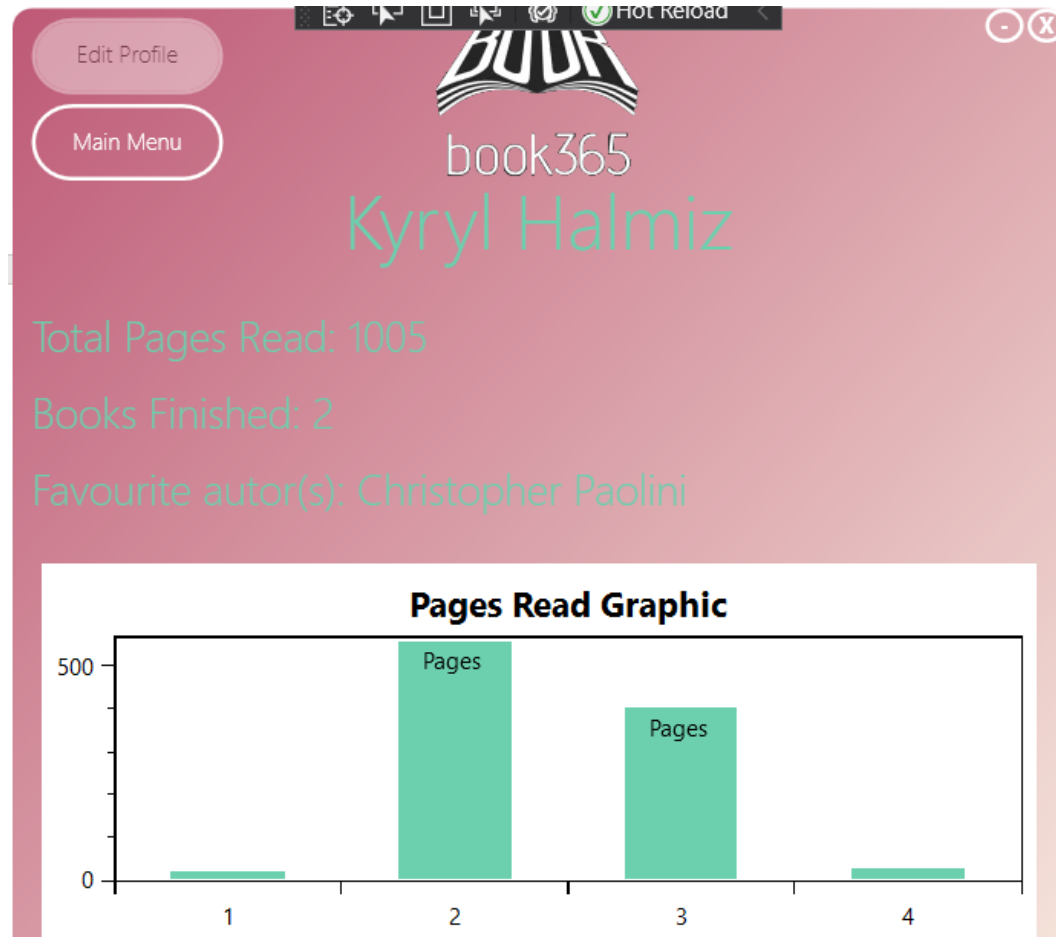 Hot Reload
- X
Edit Profile
Main Menu
BOOK
book365
Kyryl Halmiz
Total Pages Read: 1005
Books Finished: 2
Favourite autor(s): Christopher Paolini
Pages Read Graphic
500
Pages
Pages
0
1 2 3 4